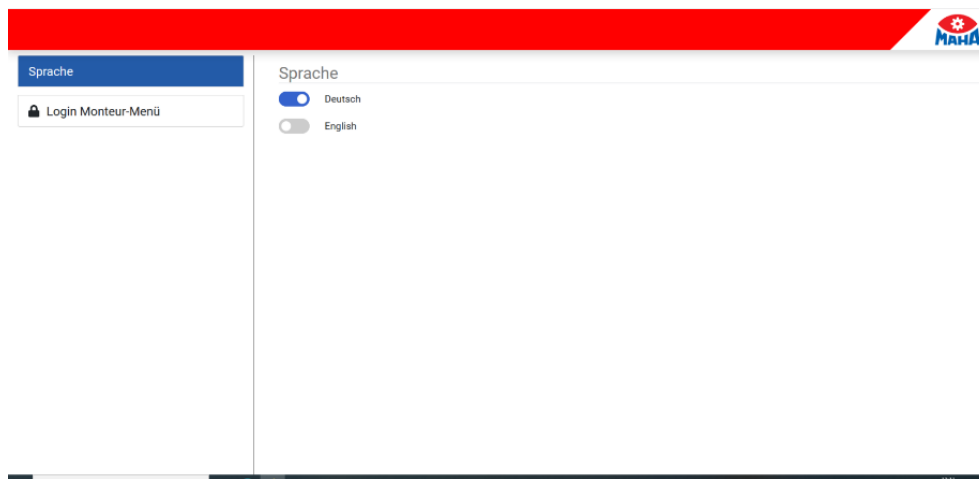 MAHA
Sprache
Login Monteur-Menü
Sprache
Deutsch
English